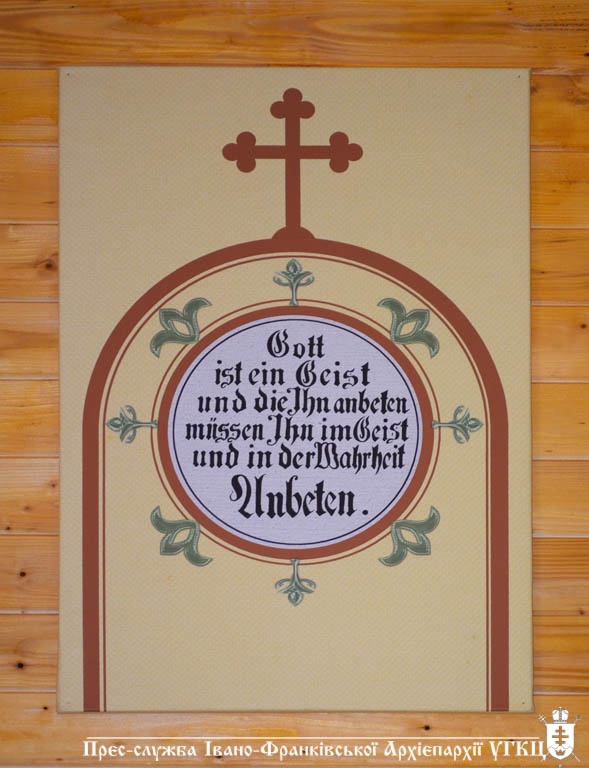 Gott
ist ein Geist
und die Ihn anbeten
müssen Ihn im Geist
und in der Wahrheit
Anbeten.
Прес-служба Івано-Франківської Архієпархії УГКЦ